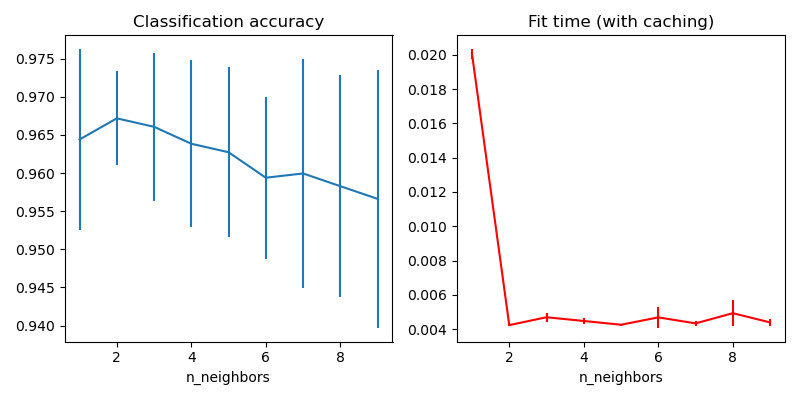 Classification accuracy
0.975
0.970
0.965
0.960
0.955
0.950
0.945
0.940
2 4 6 8
n_neighbors
Fit time (with caching)
0.020
0.018
0.016
0.014
0.012
0.010
0.008
0.006
0.004
2 4 6 8
n_neighbors